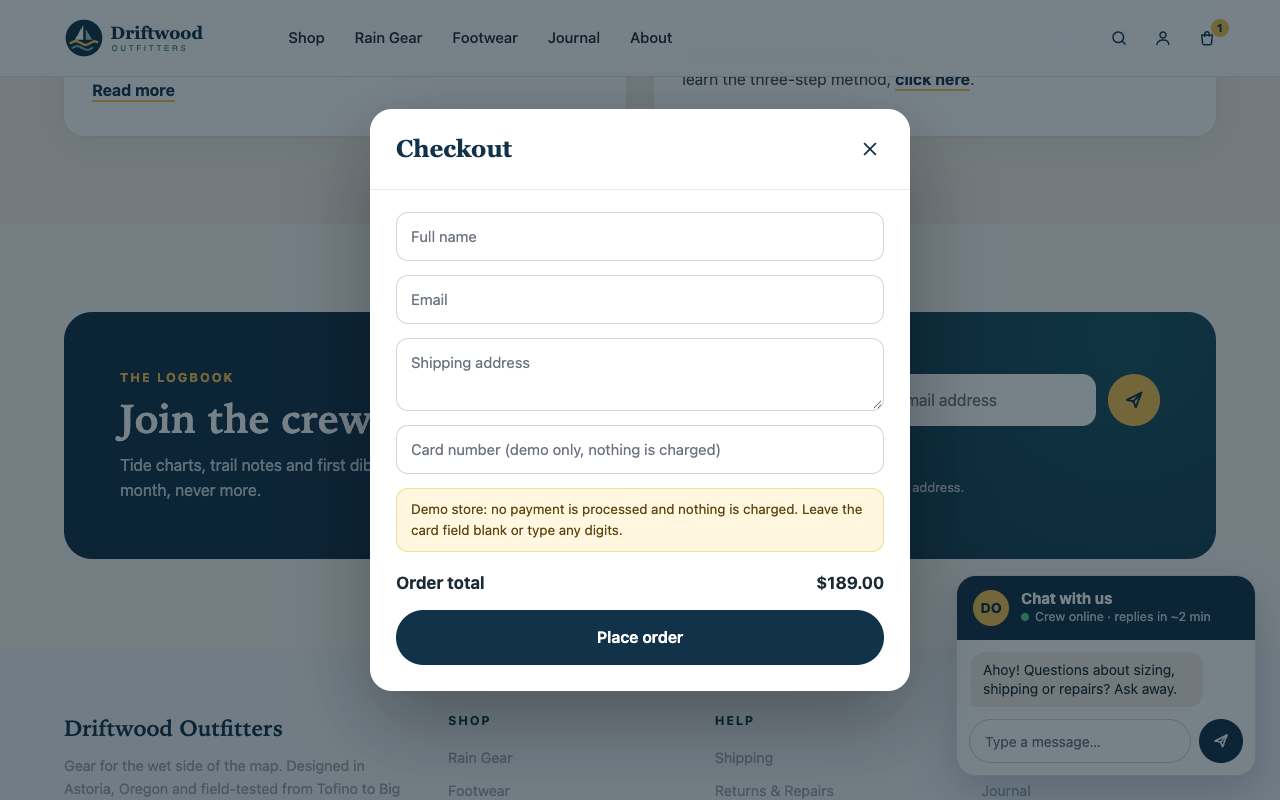 Driftwood
OUTFITTERS
Shop
Rain Gear
Footwear
Journal
About
1
Read more
learn the three-step method, click here.
Checkout
Full name
Email
Shipping address
Card number (demo only, nothing is charged)
Demo store: no payment is processed and nothing is charged. Leave the
card field blank or type any digits.
Order total
$189.00
Place order
THE LOGBOOK
Join the crew
Tide charts, trail notes and first dib
month, never more.
mail address
address.
DO
Chat with us
Crew online · replies in ~2 min
Ahoy! Questions about sizing,
shipping or repairs? Ask away.
Type a message...
Driftwood Outfitters
Gear for the wet side of the map. Designed in
Astoria, Oregon and field-tested from Tofino to Big
SHOP
Rain Gear
Footwear
HELP
Shipping
Returns & Repairs
Journal